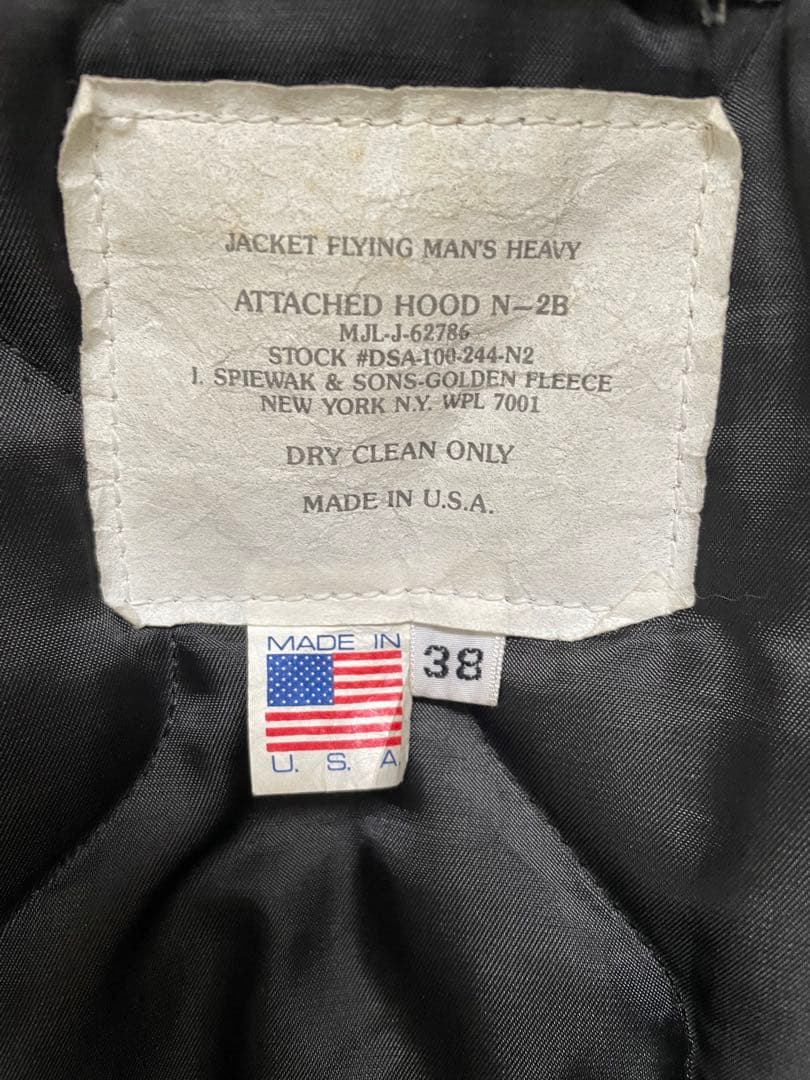 JACKET FLYING MAN'S HEAVY
ATTACHED HOOD N-2B
MJL-J-62786
STOCK #DSA-100-244-N2
I. SPIEWAK & SONS-GOLDEN FLEECE
NEW YORK N.Y. WPL 7001
DRY CLEAN ONLY
MADE IN U.S.A.
MADE IN
U. S. A
38